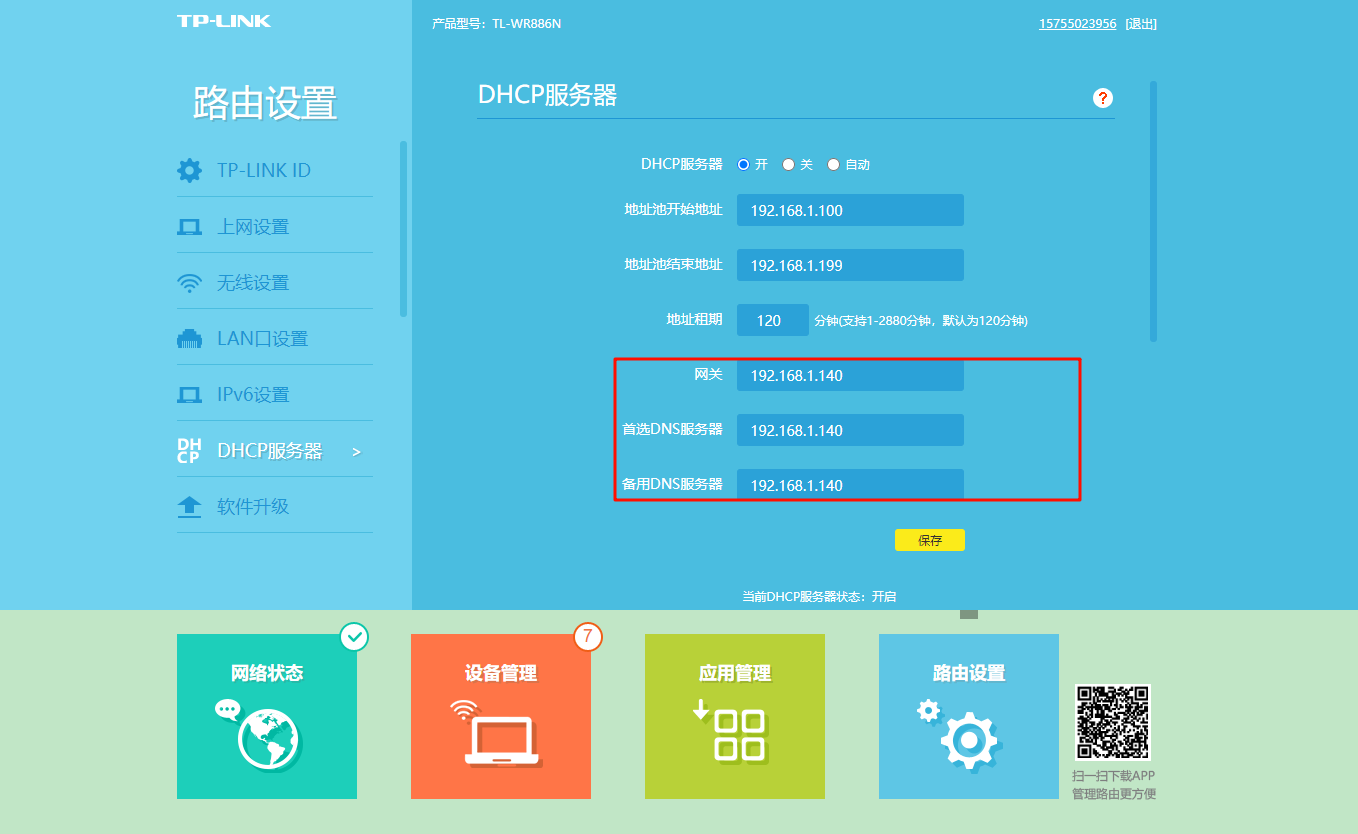 TP-LINK
产品型号：TL-WR886N
15755023956 [退出]
路由设置
TP-LINK ID
上网设置
无线设置
LAN口设置
IPv6设置
DHCP服务器 >
软件升级
DHCP服务器
?
DHCP服务器 开 关 自动
地址池开始地址 192.168.1.100
地址池结束地址 192.168.1.199
地址租期 120 分钟(支持1-2880分钟，默认为120分钟)
网关 192.168.1.140
首选DNS服务器 192.168.1.140
备用DNS服务器 192.168.1.140
保存
当前DHCP服务器状态：开启
DH
CP
7
网络状态
设备管理
应用管理
路由设置
扫一扫下载APP
管理路由更方便